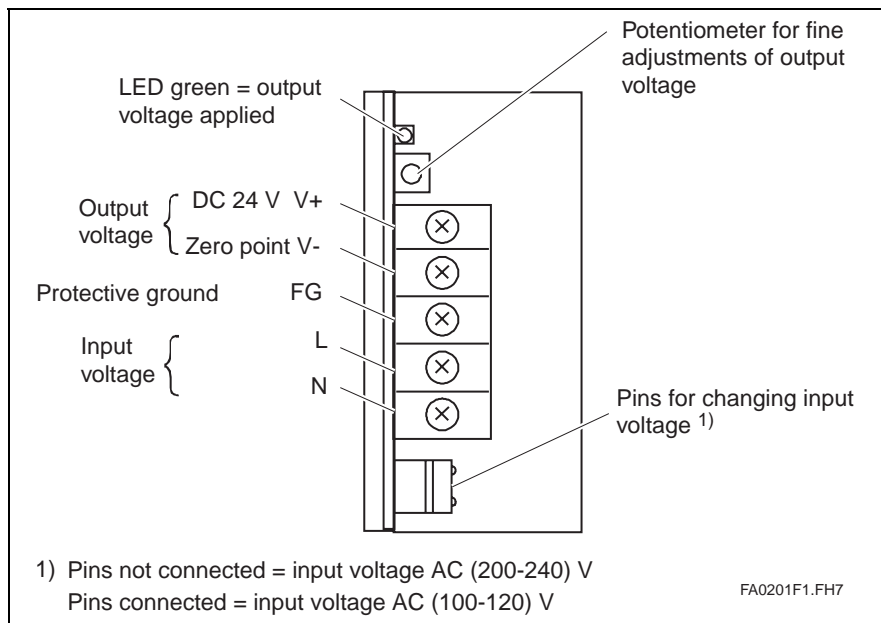 Potentiometer for fine
adjustments of output
voltage
LED green = output
voltage applied
Output
voltage
DC 24 V V+
Zero point V-
Protective ground FG
Input
voltage
L
N
Pins for changing input
voltage 1)
1) Pins not connected = input voltage AC (200-240) V
Pins connected = input voltage AC (100-120) V
FA0201F1.FH7